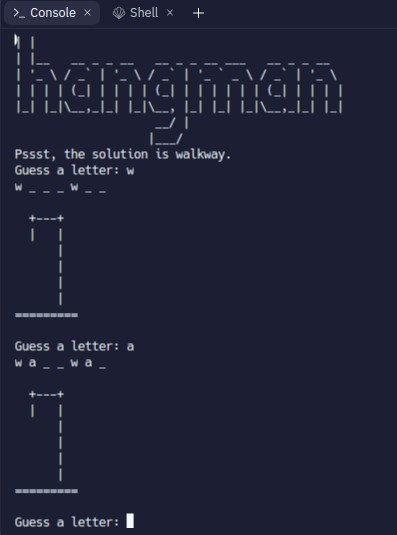 Console
Shell
hangman
Pssst, the solution is walkway.
Guess a letter: w
w _ _ _ w _ _
Guess a letter: a
w a _ _ w a _
Guess a letter: